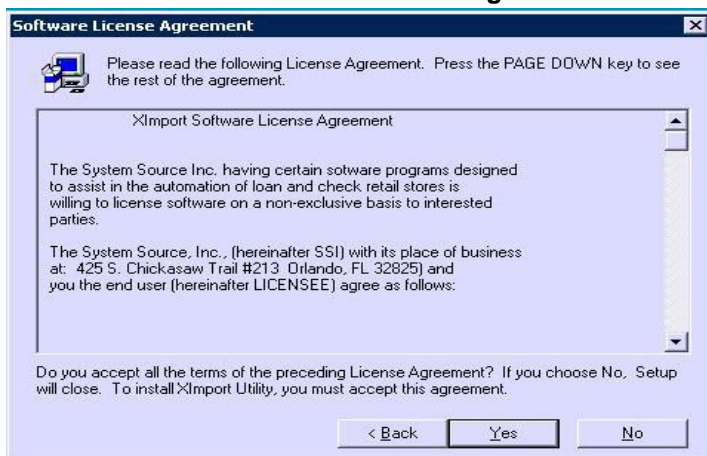 Software License Agreement
Please read the following License Agreement. Press the PAGE DOWN key to see
the rest of the agreement.
XImport Software License Agreement
The System Source Inc. having certain sotware programs designed
to assist in the automation of loan and check retail stores is
willing to license software on a non-exclusive basis to interested
parties.
The System Source, Inc., (hereinafter SSI) with its place of business
at: 425 S. Chickasaw Trail #213 Orlando, FL 32825) and
you the end user (hereinafter LICENSEE) agree as follows:
Do you accept all the terms of the preceding License Agreement? If you choose No, Setup
will close. To install XImport Utility, you must accept this agreement.
< Back
Yes
No